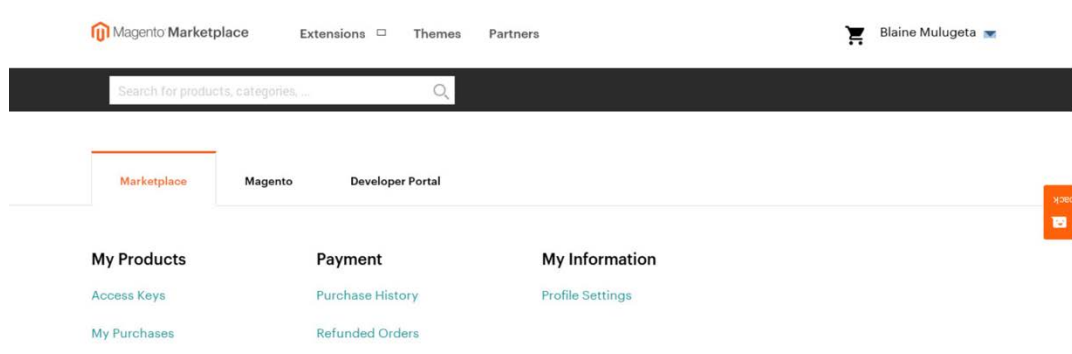 Magento Marketplace
Extensions
Themes
Partners
Blaine Mulugeta
Search for products, categories, ...
Marketplace
Magento
Developer Portal
My Products
Payment
My Information
Access Keys
Purchase History
Profile Settings
My Purchases
Refunded Orders